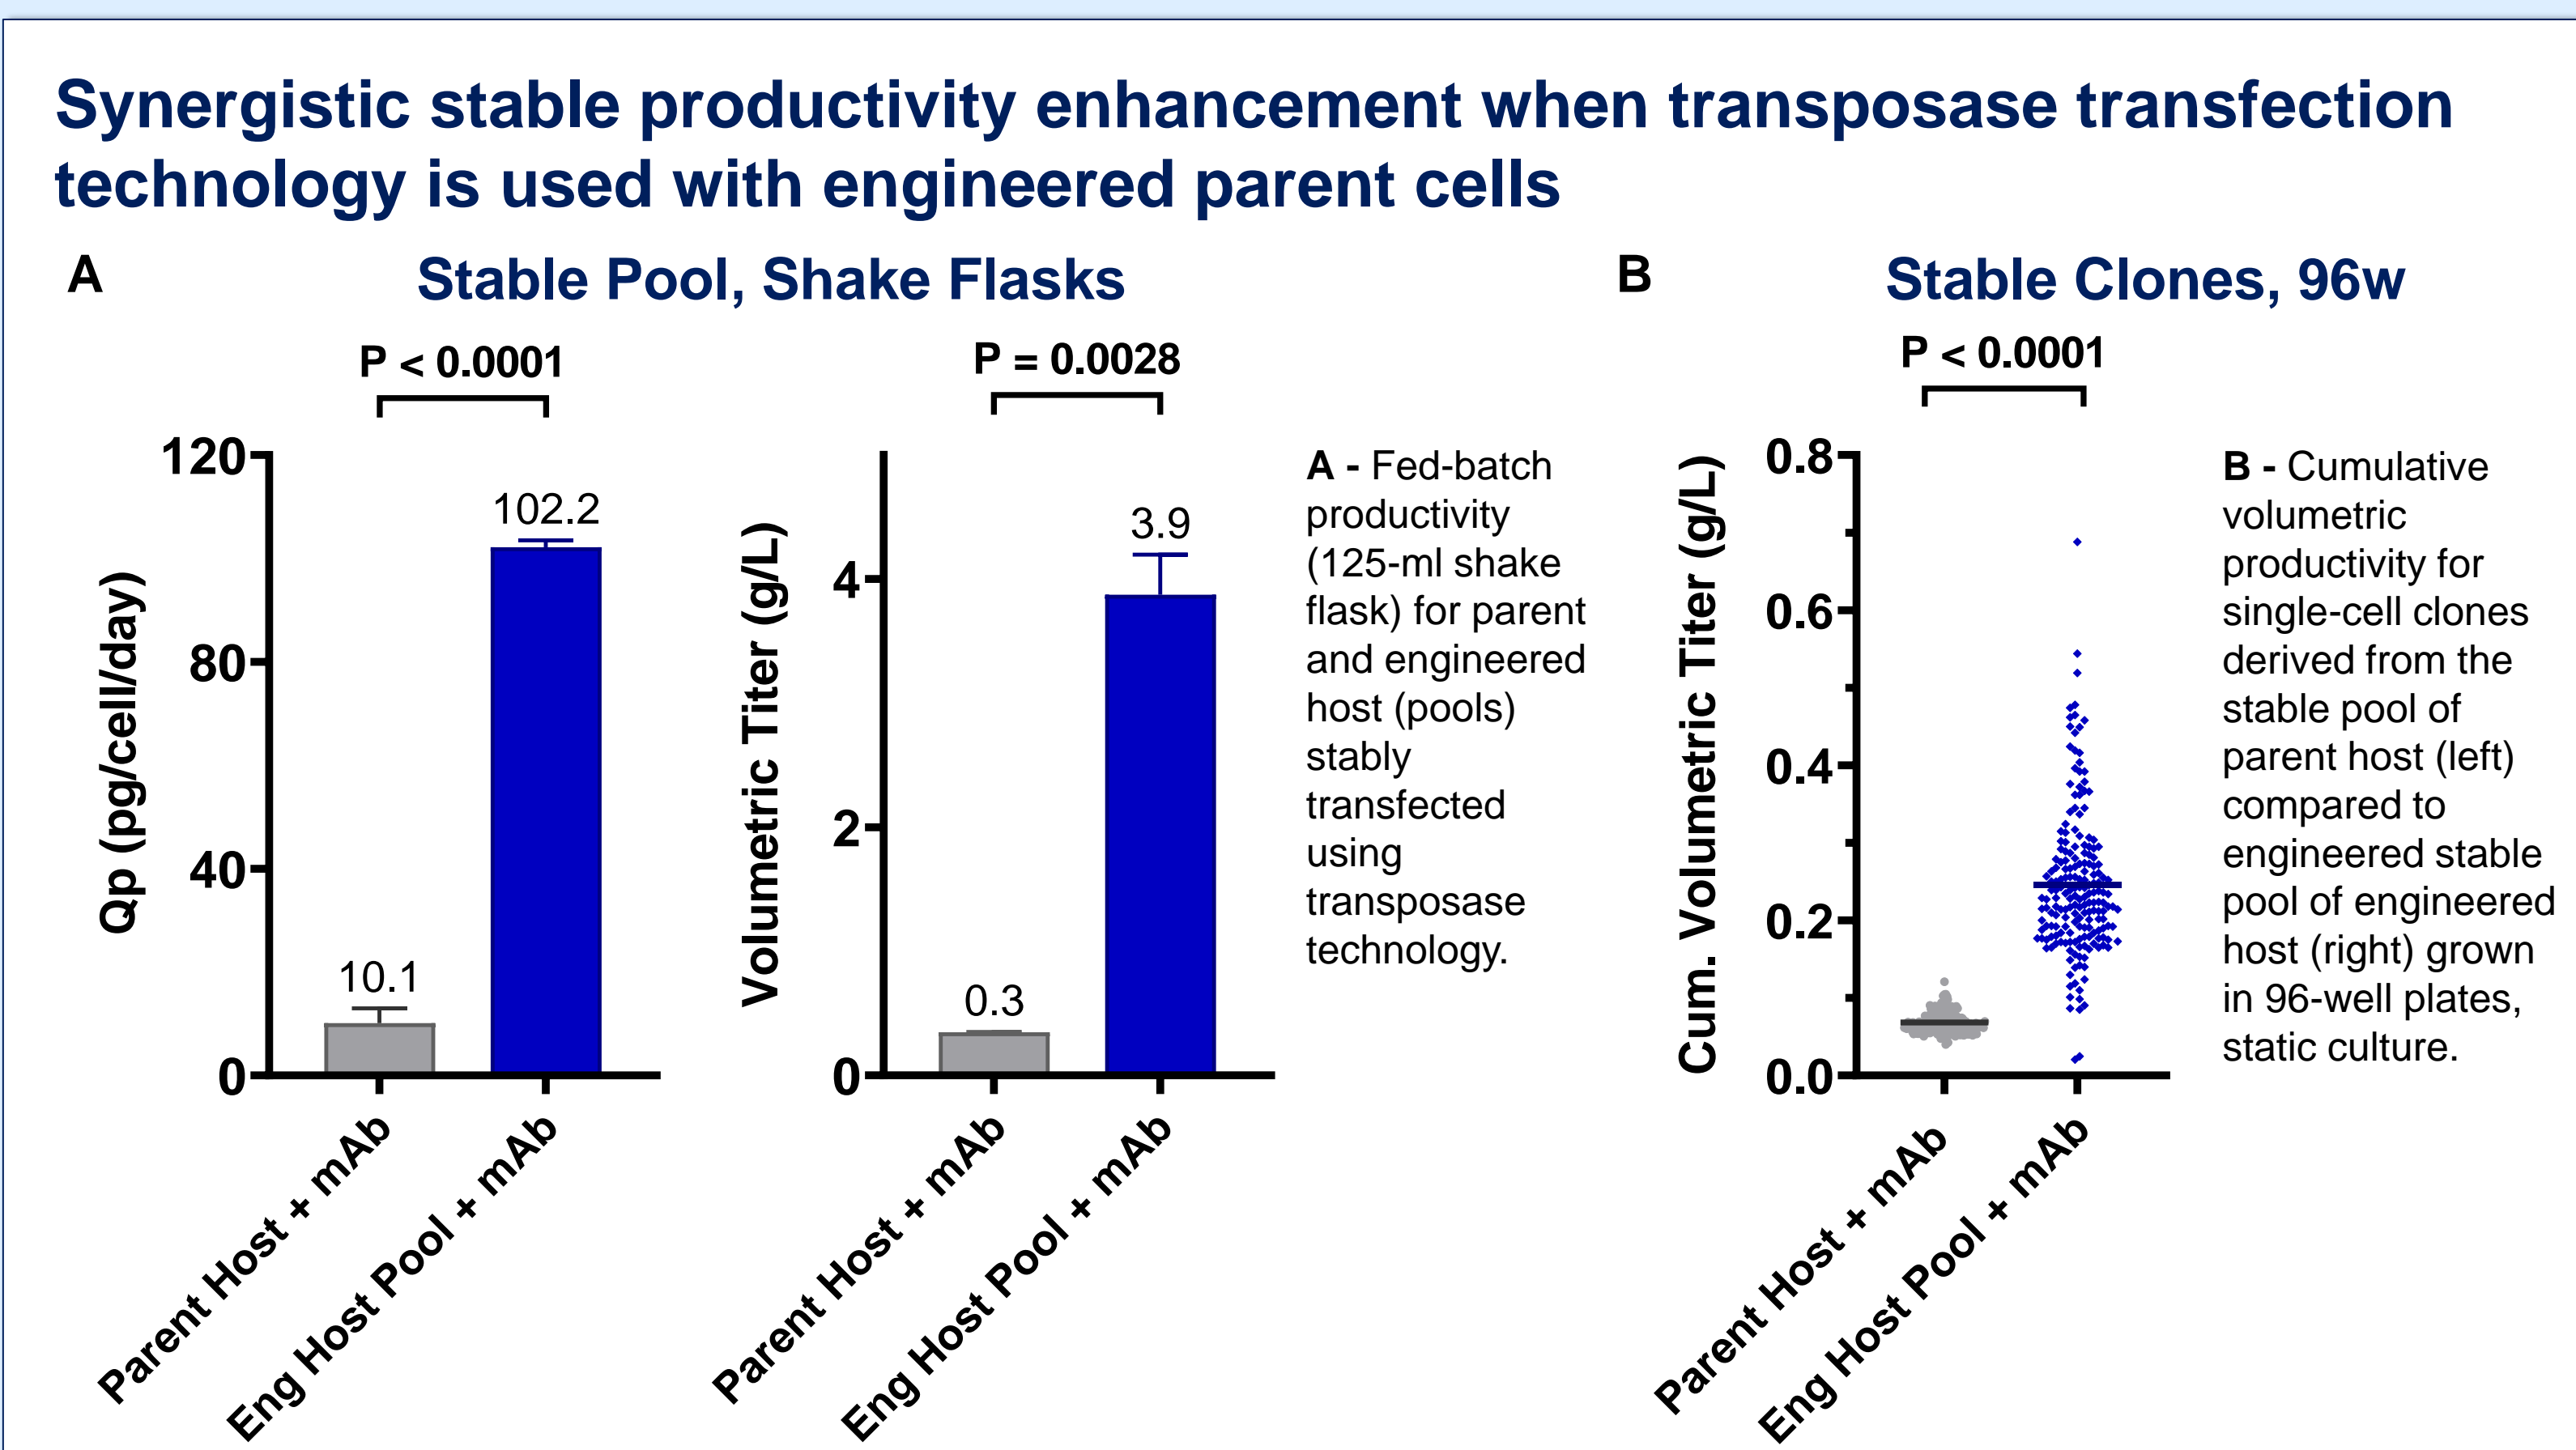 Synergistic stable productivity enhancement when transposase transfection
technology is used with engineered parent cells
A
Stable Pool, Shake Flasks
P < 0.0001
Qp (pg/cell/day)
120
80
40
0
102.2
10.1
Parent Host + mAb
Eng Host Pool + mAb
P = 0.0028
Volumetric Titer (g/L)
4
2
0
3.9
0.3
Parent Host + mAb
Eng Host Pool + mAb
A - Fed-batch
productivity
(125-ml shake
flask) for parent
and engineered
host (pools)
stably
transfected
using
transposase
technology.
B
Stable Clones, 96w
P < 0.0001
Cum. Volumetric Titer (g/L)
0.8
0.6
0.4
0.2
0.0
Parent Host + mAb
Eng Host Pool + mAb
B - Cumulative
volumetric
productivity for
single-cell clones
derived from the
stable pool of
parent host (left)
compared to
engineered stable
pool of engineered
host (right) grown
in 96-well plates,
static culture.